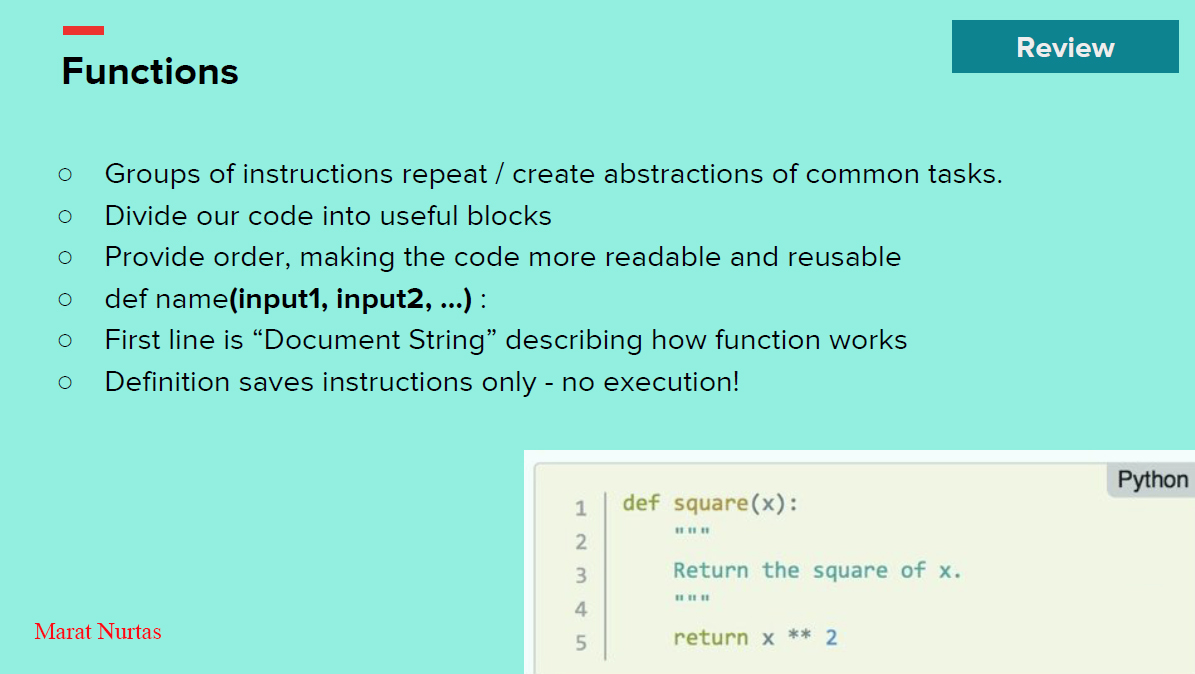 Functions
Review
○ Groups of instructions repeat / create abstractions of common tasks.
○ Divide our code into useful blocks
○ Provide order, making the code more readable and reusable
○ def name(input1, input2, ...) :
○ First line is “Document String” describing how function works
○ Definition saves instructions only - no execution!
Python
1 def square(x):
2     """
3     Return the square of x.
4     """
5     return x ** 2
Marat Nurtas